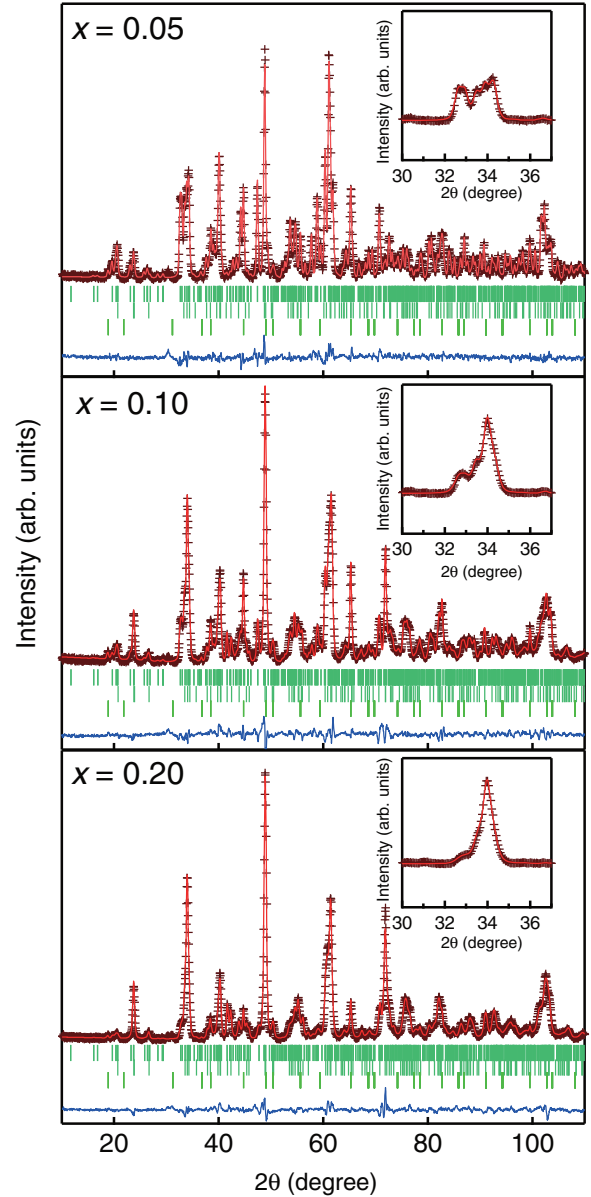 x = 0.05
Intensity (arb. units)
30 32 34 36
2θ (degree)
x = 0.10
Intensity (arb. units)
30 32 34 36
2θ (degree)
Intensity (arb. units)
x = 0.20
Intensity (arb. units)
30 32 34 36
2θ (degree)
20 40 60 80 100
2θ (degree)